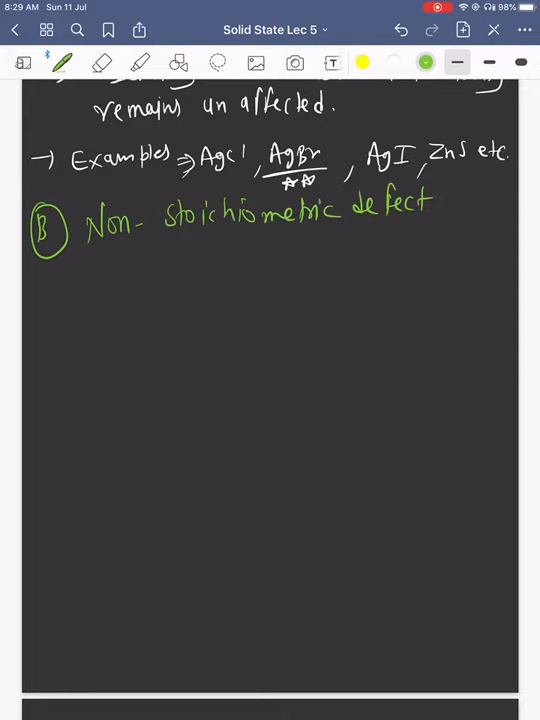 8:29 AM Sun 11 Jul
98%
Solid State Lec 5
T
remains un affected.
→ Examples ⇒ AgCl, AgBr, AgI, ZnS etc.
B Non- stoichiometric defect